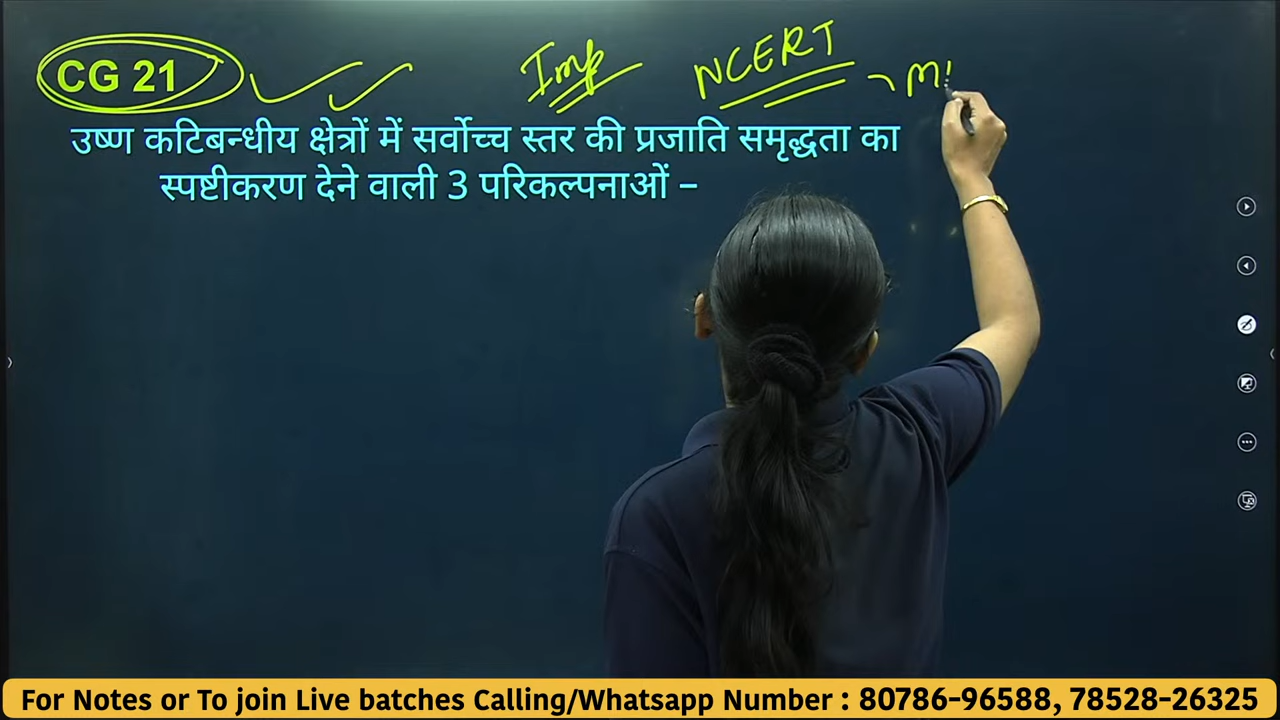 CG 21 Imp NCERT
उष्ण कटिबन्धीय क्षेत्रों में सर्वोच्च स्तर की प्रजाति समृद्धता का
स्पष्टीकरण देने वाली 3 परिकल्पनाओं –
For Notes or To join Live batches Calling/Whatsapp Number : 80786-96588, 78528-26325